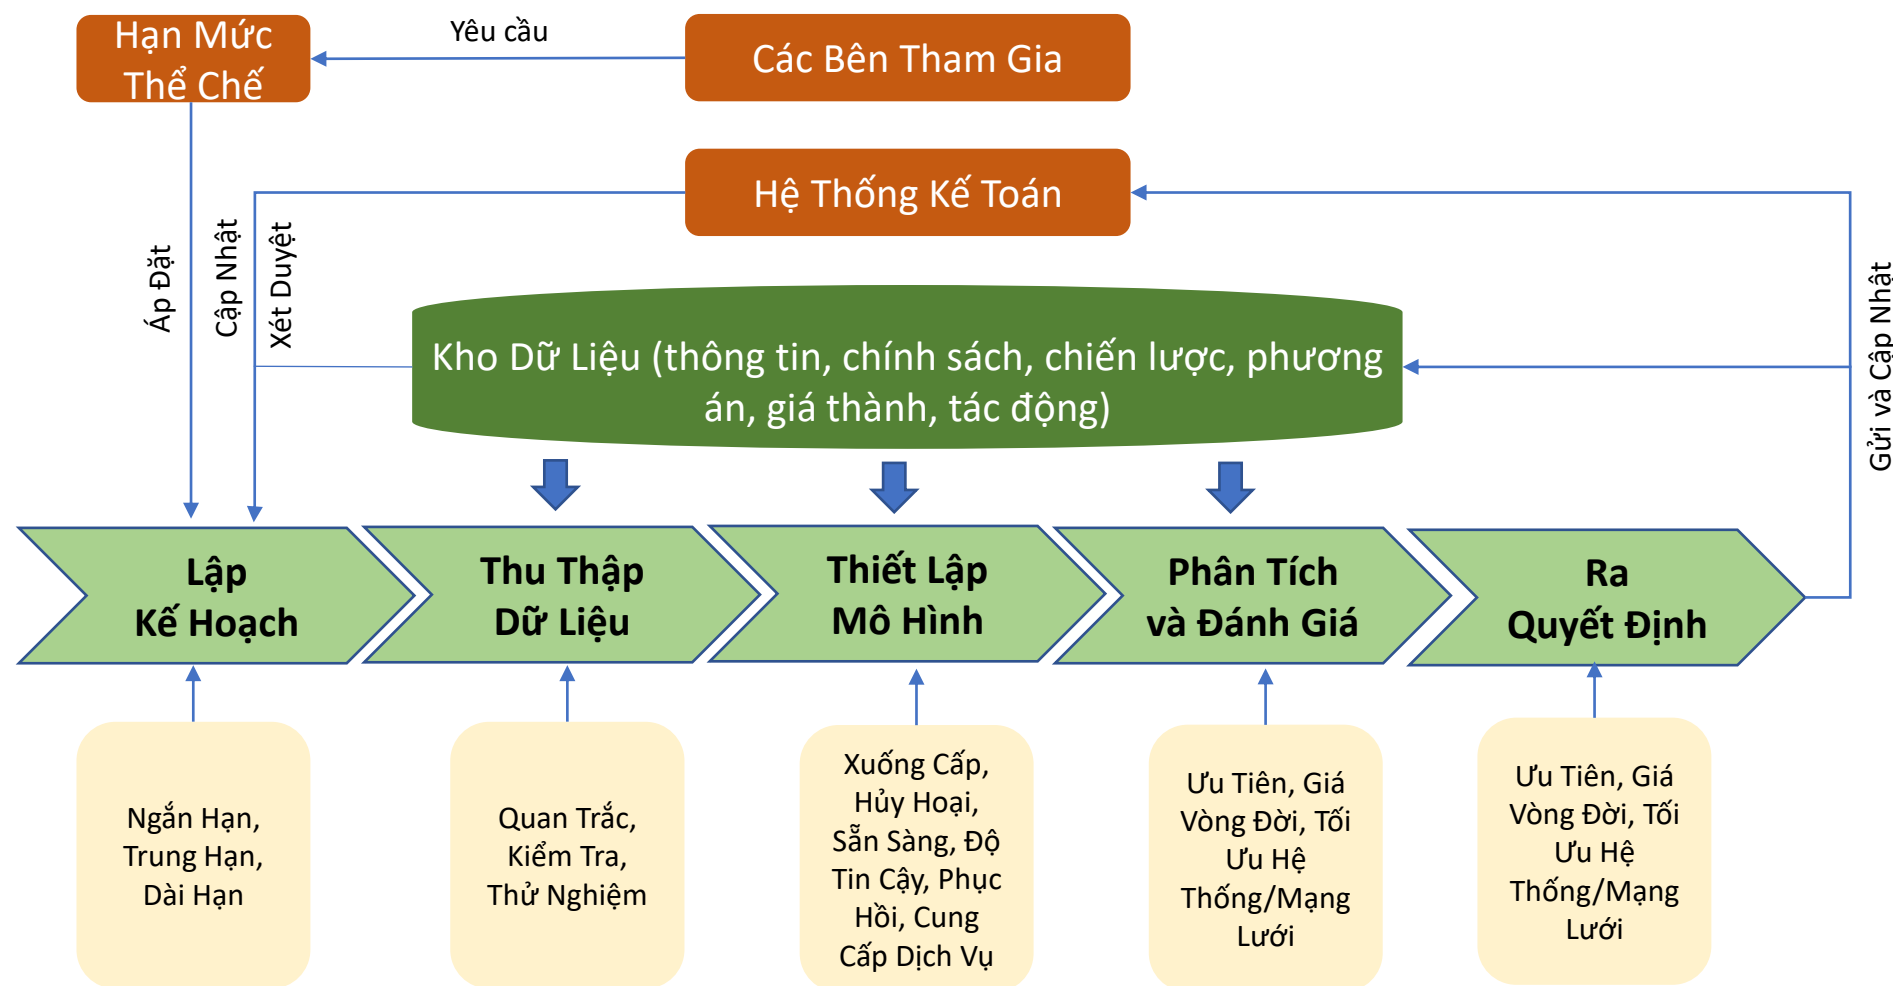 Hạn Mức
Thể Chế
Yêu cầu
Các Bên Tham Gia
Hệ Thống Kế Toán
Áp Đặt
Cập Nhật
Xét Duyệt
Gửi và Cập Nhật
Kho Dữ Liệu (thông tin, chính sách, chiến lược, phương
án, giá thành, tác động)
Lập
Kế Hoạch
Thu Thập
Dữ Liệu
Thiết Lập
Mô Hình
Phân Tích
và Đánh Giá
Ra
Quyết Định
Ngắn Hạn,
Trung Hạn,
Dài Hạn
Quan Trắc,
Kiểm Tra,
Thử Nghiệm
Xuống Cấp,
Hủy Hoại,
Sẵn Sàng, Độ
Tin Cậy, Phục
Hồi, Cung
Cấp Dịch Vụ
Ưu Tiên, Giá
Vòng Đời, Tối
Ưu Hệ
Thống/Mạng
Lưới
Ưu Tiên, Giá
Vòng Đời, Tối
Ưu Hệ
Thống/Mạng
Lưới